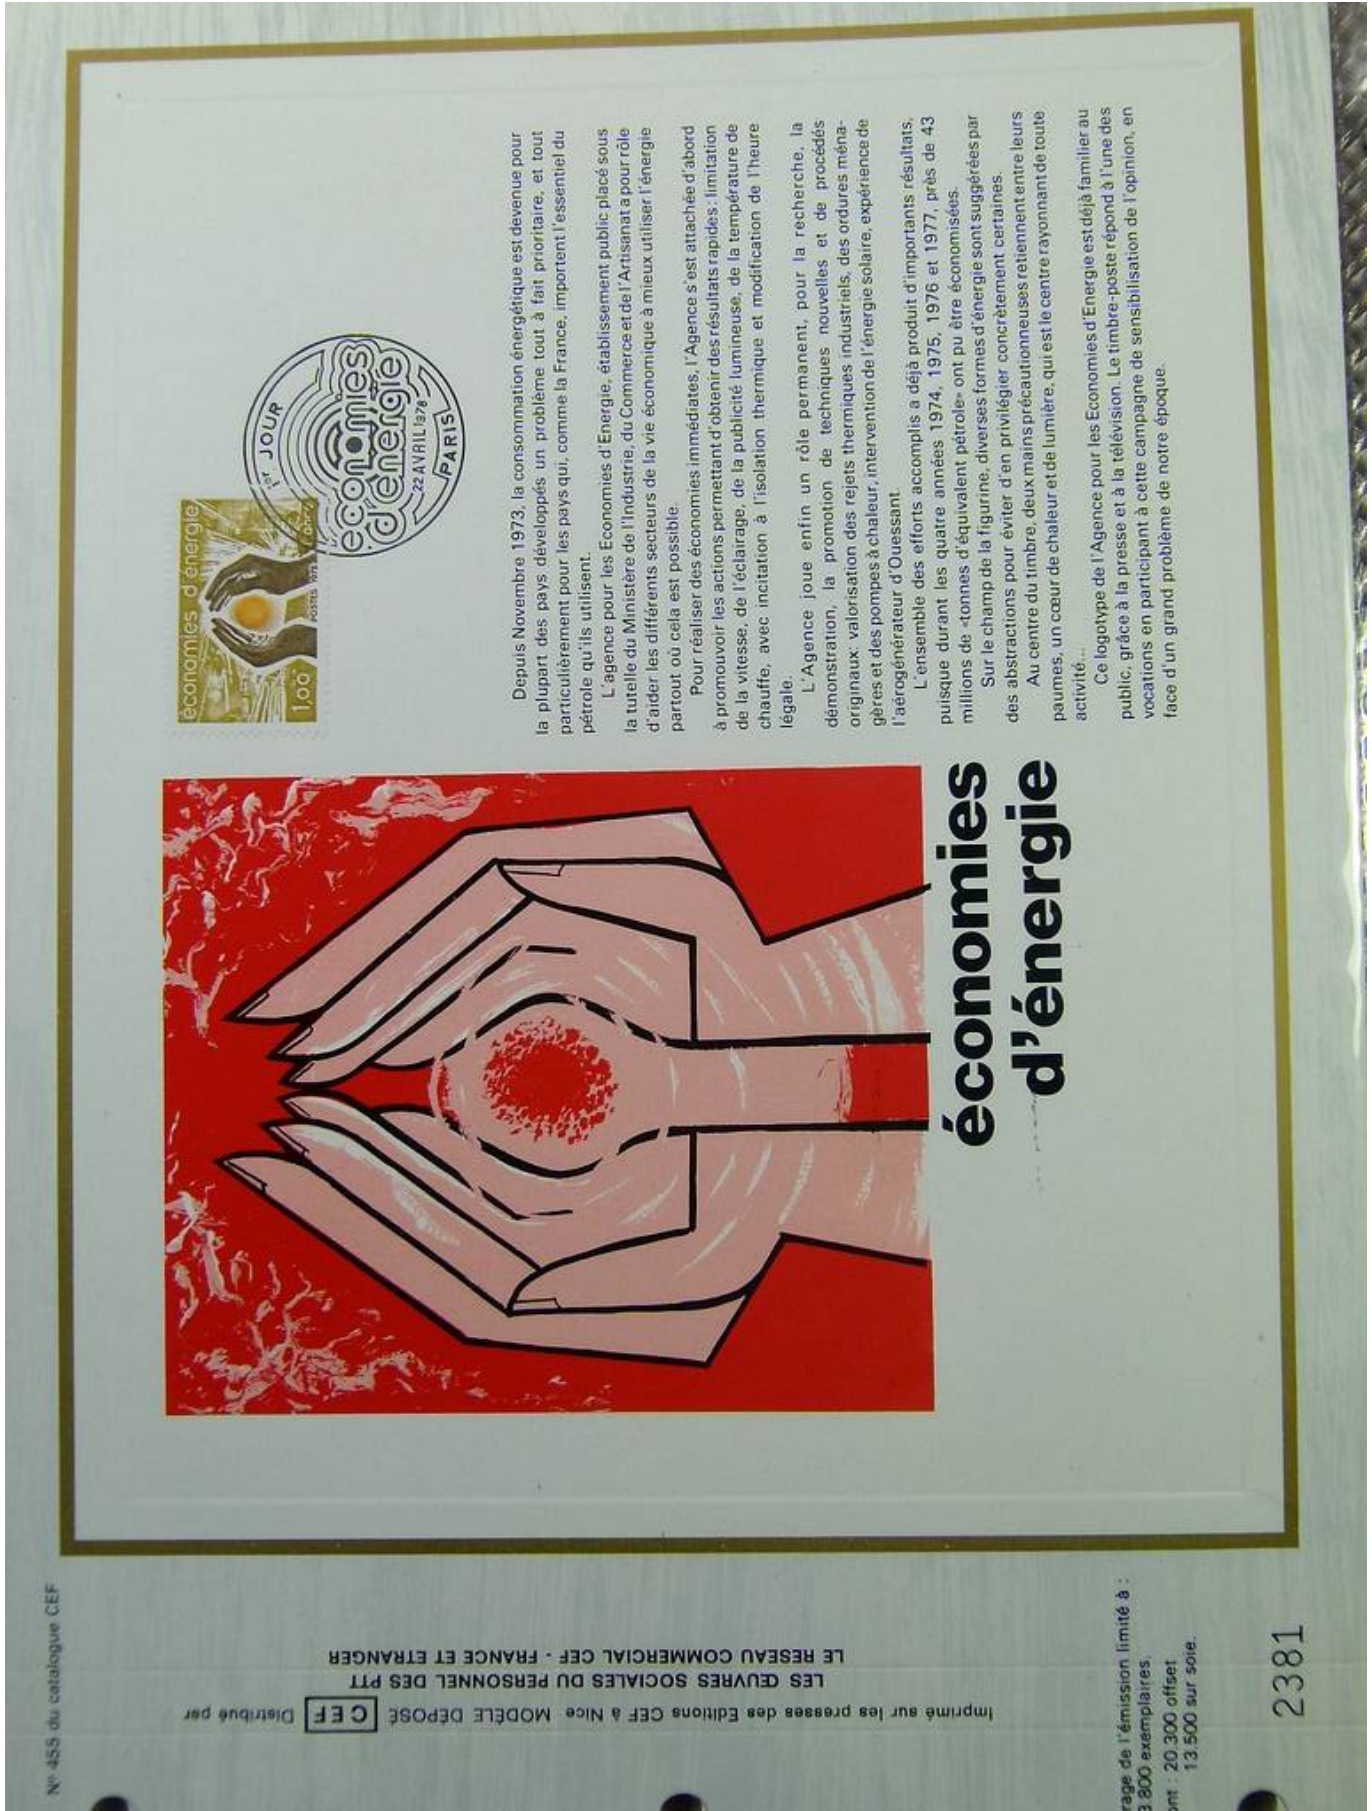 N° 455 du catalogue CEF
Imprimé sur les presses des Editions CEF à Nice MODÈLE DÉPOSÉ CEF Distribué par
LES ŒUVRES SOCIALES DU PERSONNEL DES PTT
LE RESEAU COMMERCIAL CEF - FRANCE ET ETRANGER
rage de l'émission limité à :
3.800 exemplaires
ont : 20.300 offset
13.500 sur soie.
2381
économies
d'énergie
économies d'énergie
1,00
POSTES 1978
1er JOUR
économies
d'énergie
22 AVRIL 1978
PARIS
Depuis Novembre 1973, la consommation énergétique est devenue pour
la plupart des pays développés un problème tout à fait prioritaire, et tout
particulièrement pour les pays qui, comme la France, importent l'essentiel du
pétrole qu'ils utilisent.
L'agence pour les Economies d'Energie, établissement public placé sous
la tutelle du Ministère de l'Industrie, du Commerce et de l'Artisanat a pour rôle
d'aider les différents secteurs de la vie économique à mieux utiliser l'énergie
partout où cela est possible.
Pour réaliser des économies immédiates, l'Agence s'est attachée d'abord
à promouvoir les actions permettant d'obtenir des résultats rapides : limitation
de la vitesse, de l'éclairage, de la publicité lumineuse, de la température de
chauffe, avec incitation à l'isolation thermique et modification de l'heure
légale.
L'Agence joue enfin un rôle permanent, pour la recherche, la
démonstration, la promotion de techniques nouvelles et de procédés
originaux: valorisation des rejets thermiques industriels, des ordures ména-
gères et des pompes à chaleur, intervention de l'énergie solaire, expérience de
l'aérogénérateur d'Ouessant.
L'ensemble des efforts accomplis a déjà produit d'importants résultats,
puisque durant les quatre années 1974, 1975, 1976 et 1977, près de 43
millions de «tonnes d'équivalent pétrole» ont pu être économisées.
Sur le champ de la figurine, diverses formes d'énergie sont suggérées par
des abstractions pour éviter d'en privilégier concrètement certaines.
Au centre du timbre, deux mains précautionneuses retiennent entre leurs
paumes, un cœur de chaleur et de lumière, qui est le centre rayonnant de toute
activité...
Ce logotype de l'Agence pour les Economies d'Energie est déjà familier au
public, grâce à la presse et à la télévision. Le timbre-poste répond à l'une des
vocations en participant à cette campagne de sensibilisation de l'opinion, en
face d'un grand problème de notre époque.